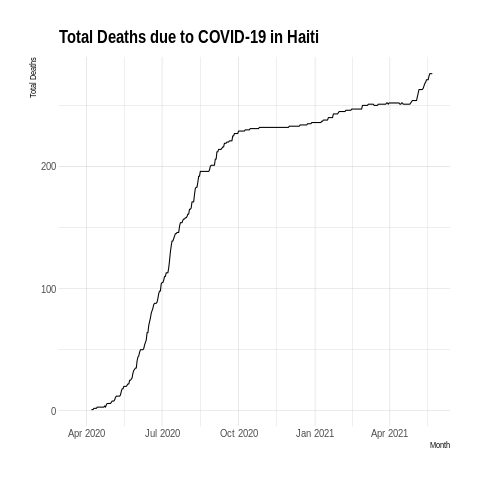 Total Deaths due to COVID-19 in Haiti
Total Deaths
200
100
0
Apr 2020 Jul 2020 Oct 2020 Jan 2021 Apr 2021
Month